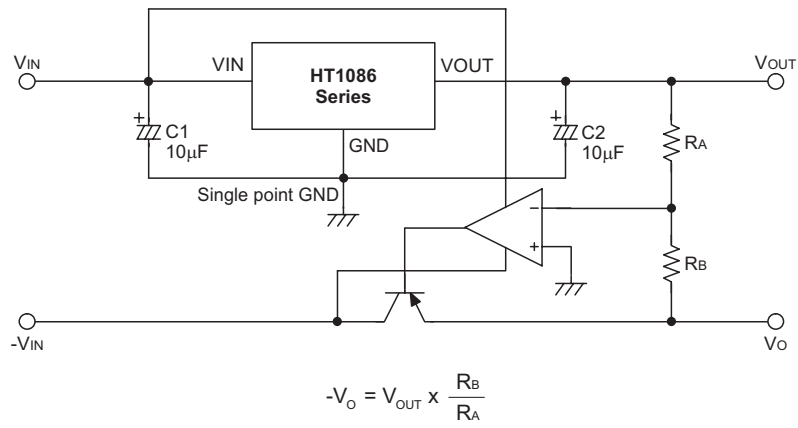 VIN
VIN
HT1086
Series
VOUT
VOUT
+
C1
10μF
GND
+
C2
10μF
RA
Single point GND
−
+
RB
-VIN
VO
-VO = VOUT x RB
RA